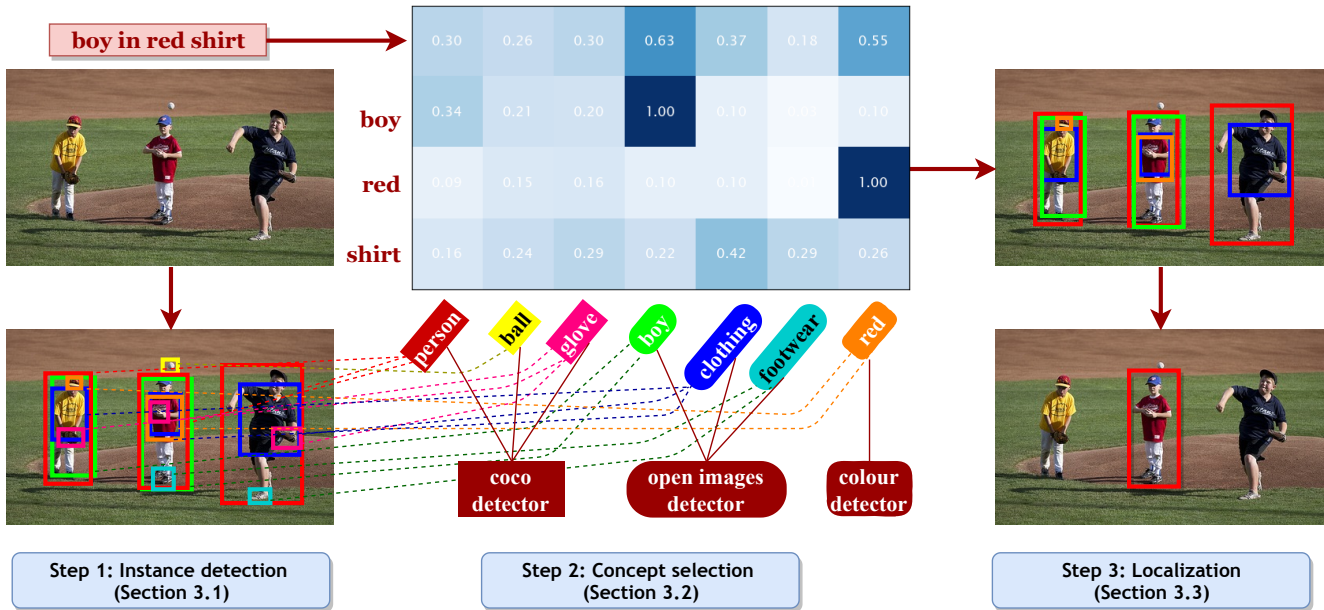 boy in red shirt
0.30 0.26 0.30 0.63 0.37 0.18 0.55
boy
0.34 0.21 0.20 1.00 0.10 0.10
red
0.09 0.15 0.16 0.10 0.10 1.00
shirt
0.16 0.24 0.29 0.22 0.42 0.29 0.26
person
ball
glove
boy
clothing
footwear
red
coco
detector
open images
detector
colour
detector
Step 1: Instance detection
(Section 3.1)
Step 2: Concept selection
(Section 3.2)
Step 3: Localization
(Section 3.3)